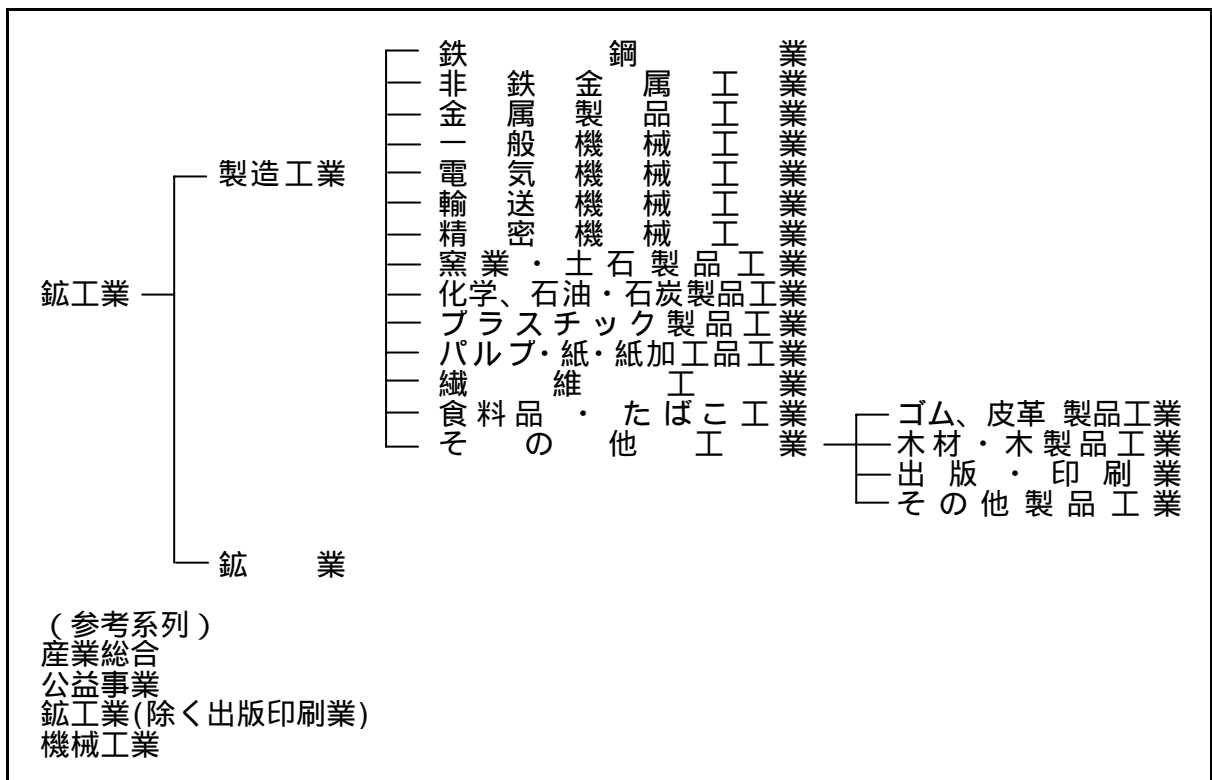 鉄鋼業
非鉄金属工業
金属製品工業
一般機械工業
製造工業
電気機械工業
輸送機械工業
精密機械工業
窯業・土石製品工業
鉱工業
化学、石油・石炭製品工業
プラスチック製品工業
パルプ・紙・紙加工品工業
繊維工業
食料品・たばこ工業
ゴム、皮革製品工業
その他工業
木材・木製品工業
出版・印刷業
その他製品工業
鉱業
(参考系列)
産業総合
公益事業
鉱工業(除く出版印刷業)
機械工業